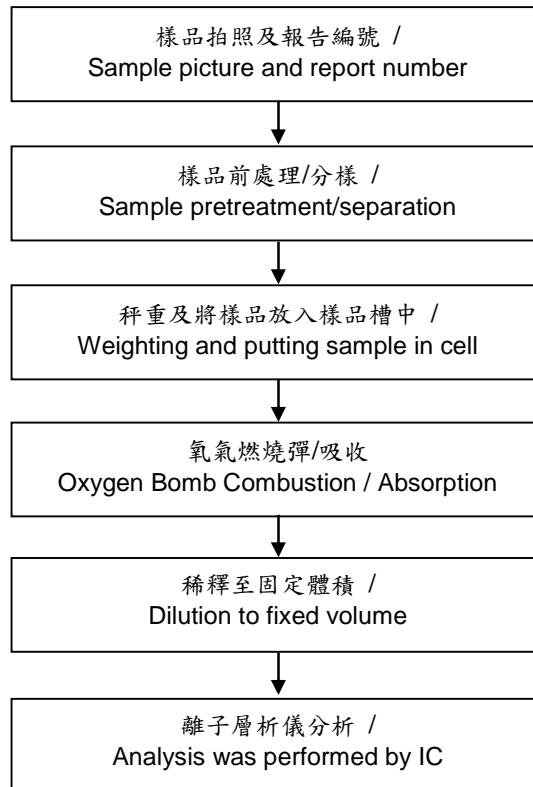 樣品拍照及報告編號 /
Sample picture and report number
樣品前處理/分樣 /
Sample pretreatment/separation
秤重及將樣品放入樣品槽中 /
Weighting and putting sample in cell
氧氣燃燒彈/吸收
Oxygen Bomb Combustion / Absorption
稀釋至固定體積 /
Dilution to fixed volume
離子層析儀分析 /
Analysis was performed by IC